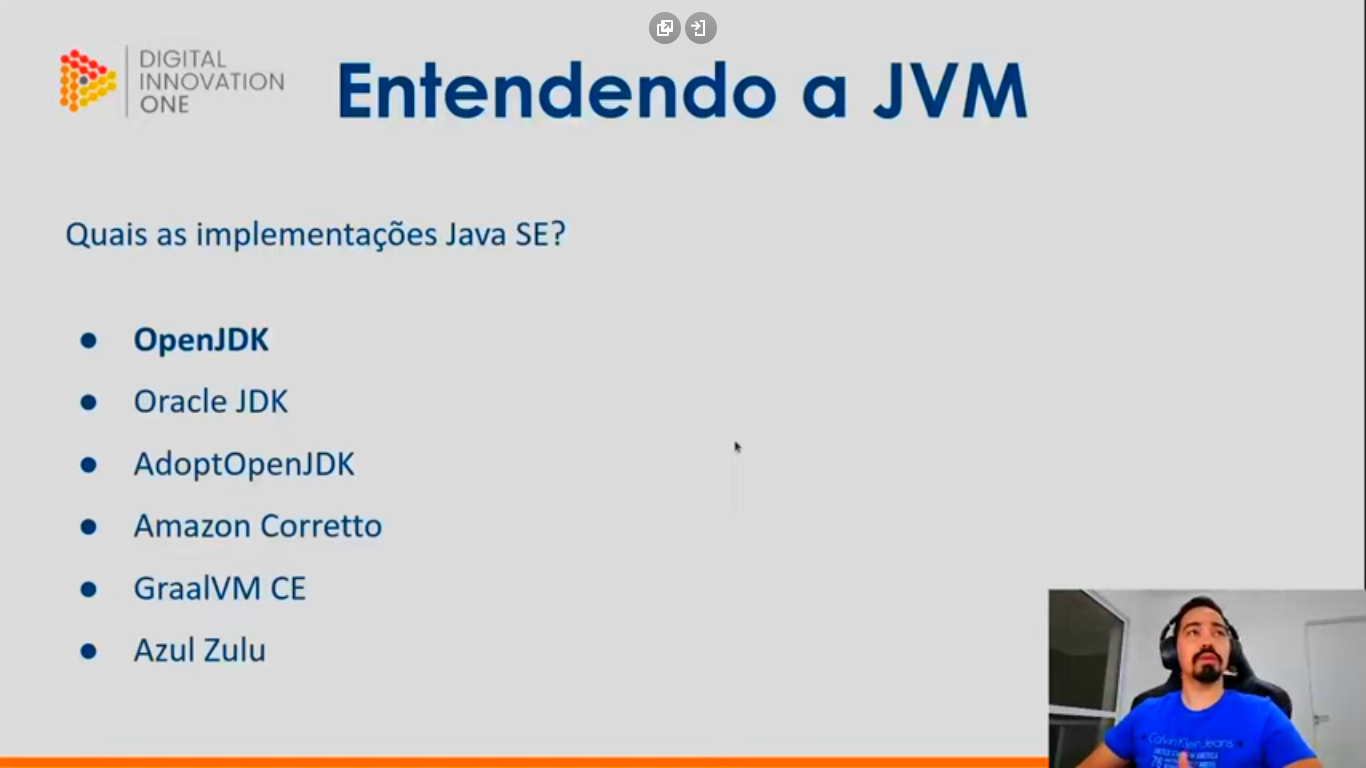 DIGITAL
INNOVATION
ONE
Entendendo a JVM
Quais as implementações Java SE?
● OpenJDK
● Oracle JDK
● AdoptOpenJDK
● Amazon Corretto
● GraalVM CE
● Azul Zulu
Calvin Klein Jeans
78